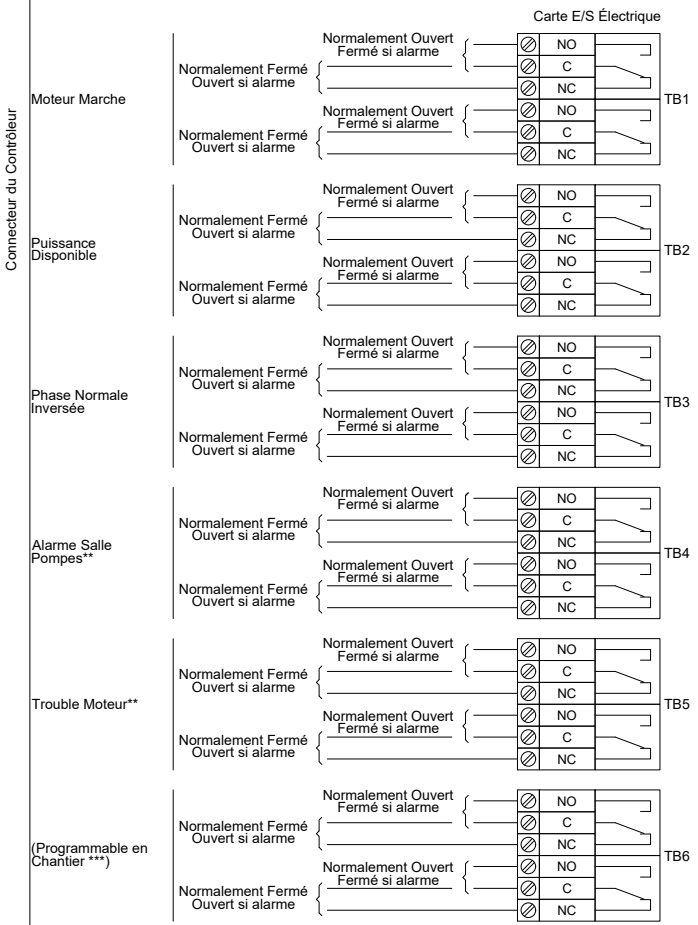 Carte E/S Électrique
Connecteur du Contrôleur
Moteur Marche
Normalement Ouvert
Fermé si alarme
Normalement Fermé
Ouvert si alarme
NO
C
NC
Normalement Ouvert
Fermé si alarme
Normalement Fermé
Ouvert si alarme
NO
C
NC
TB1
Puissance
Disponible
Normalement Ouvert
Fermé si alarme
Normalement Fermé
Ouvert si alarme
NO
C
NC
Normalement Ouvert
Fermé si alarme
Normalement Fermé
Ouvert si alarme
NO
C
NC
TB2
Phase Normale
Inversée
Normalement Ouvert
Fermé si alarme
Normalement Fermé
Ouvert si alarme
NO
C
NC
Normalement Ouvert
Fermé si alarme
Normalement Fermé
Ouvert si alarme
NO
C
NC
TB3
Alarme Salle
Pompes**
Normalement Ouvert
Fermé si alarme
Normalement Fermé
Ouvert si alarme
NO
C
NC
Normalement Ouvert
Fermé si alarme
Normalement Fermé
Ouvert si alarme
NO
C
NC
TB4
Trouble Moteur**
Normalement Ouvert
Fermé si alarme
Normalement Fermé
Ouvert si alarme
NO
C
NC
Normalement Ouvert
Fermé si alarme
Normalement Fermé
Ouvert si alarme
NO
C
NC
TB5
(Programmable en
Chantier ***)
Normalement Ouvert
Fermé si alarme
Normalement Fermé
Ouvert si alarme
NO
C
NC
Normalement Ouvert
Fermé si alarme
Normalement Fermé
Ouvert si alarme
NO
C
NC
TB6